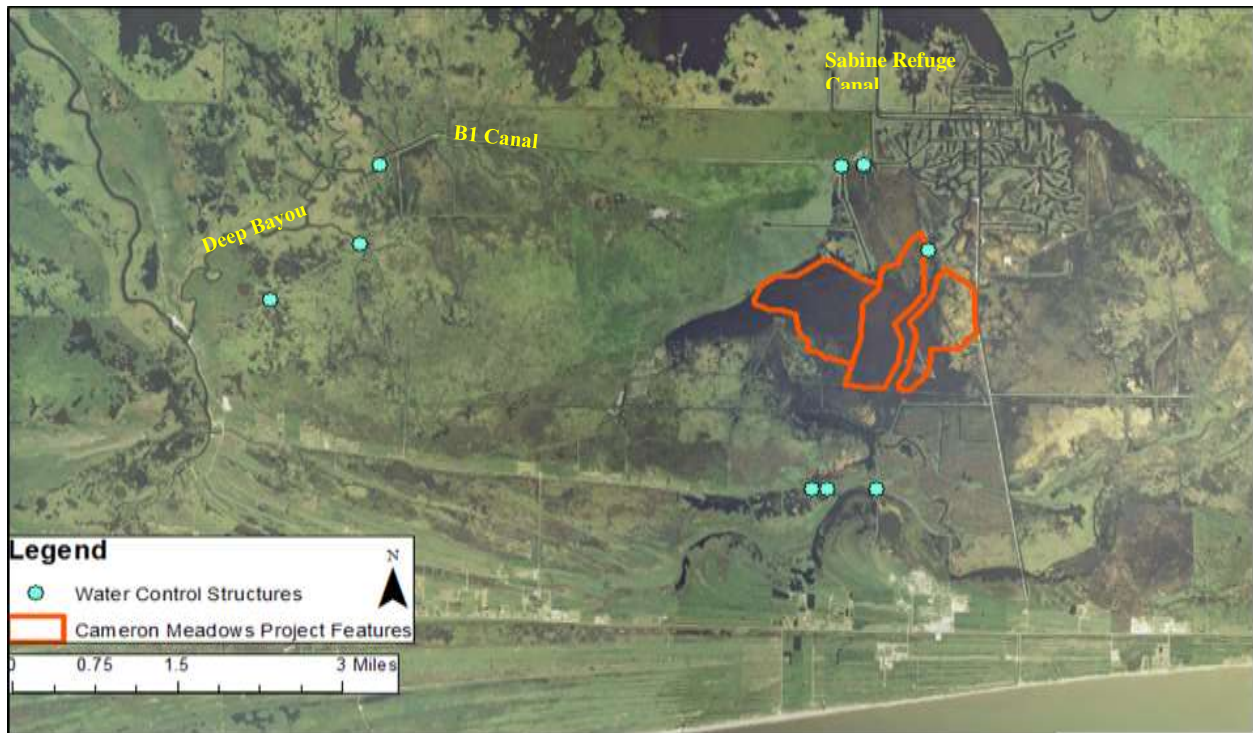 Sabine Refuge
Canal
B1 Canal
Deep Bayou
Legend
N
Water Control Structures
Cameron Meadows Project Features
0 0.75 1.5 3 Miles